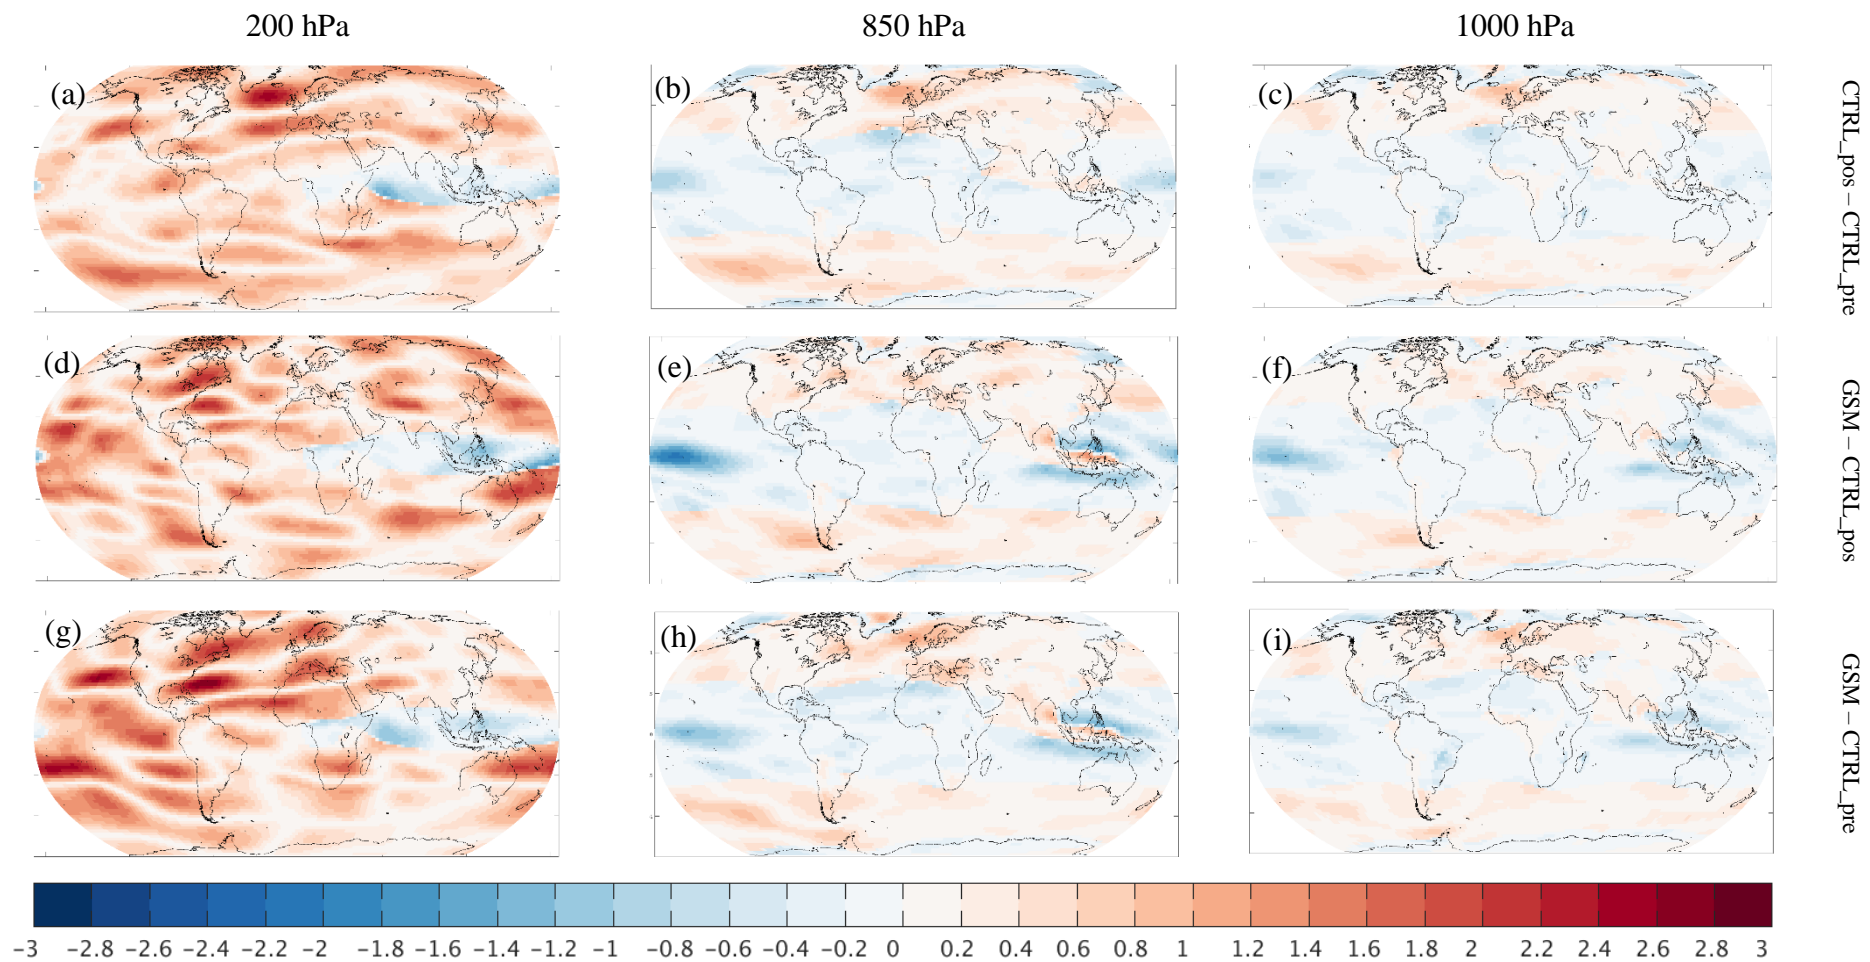 200 hPa 850 hPa 1000 hPa
(a) (b) (c) CTRL_pos – CTRL_pre
(d) (e) (f) GSM – CTRL_pos
(g) (h) (i) GSM – CTRL_pre
−3 −2.8 −2.6 −2.4 −2.2 −2 −1.8 −1.6 −1.4 −1.2 −1 −0.8 −0.6 −0.4 −0.2 0 0.2 0.4 0.6 0.8 1 1.2 1.4 1.6 1.8 2 2.2 2.4 2.6 2.8 3